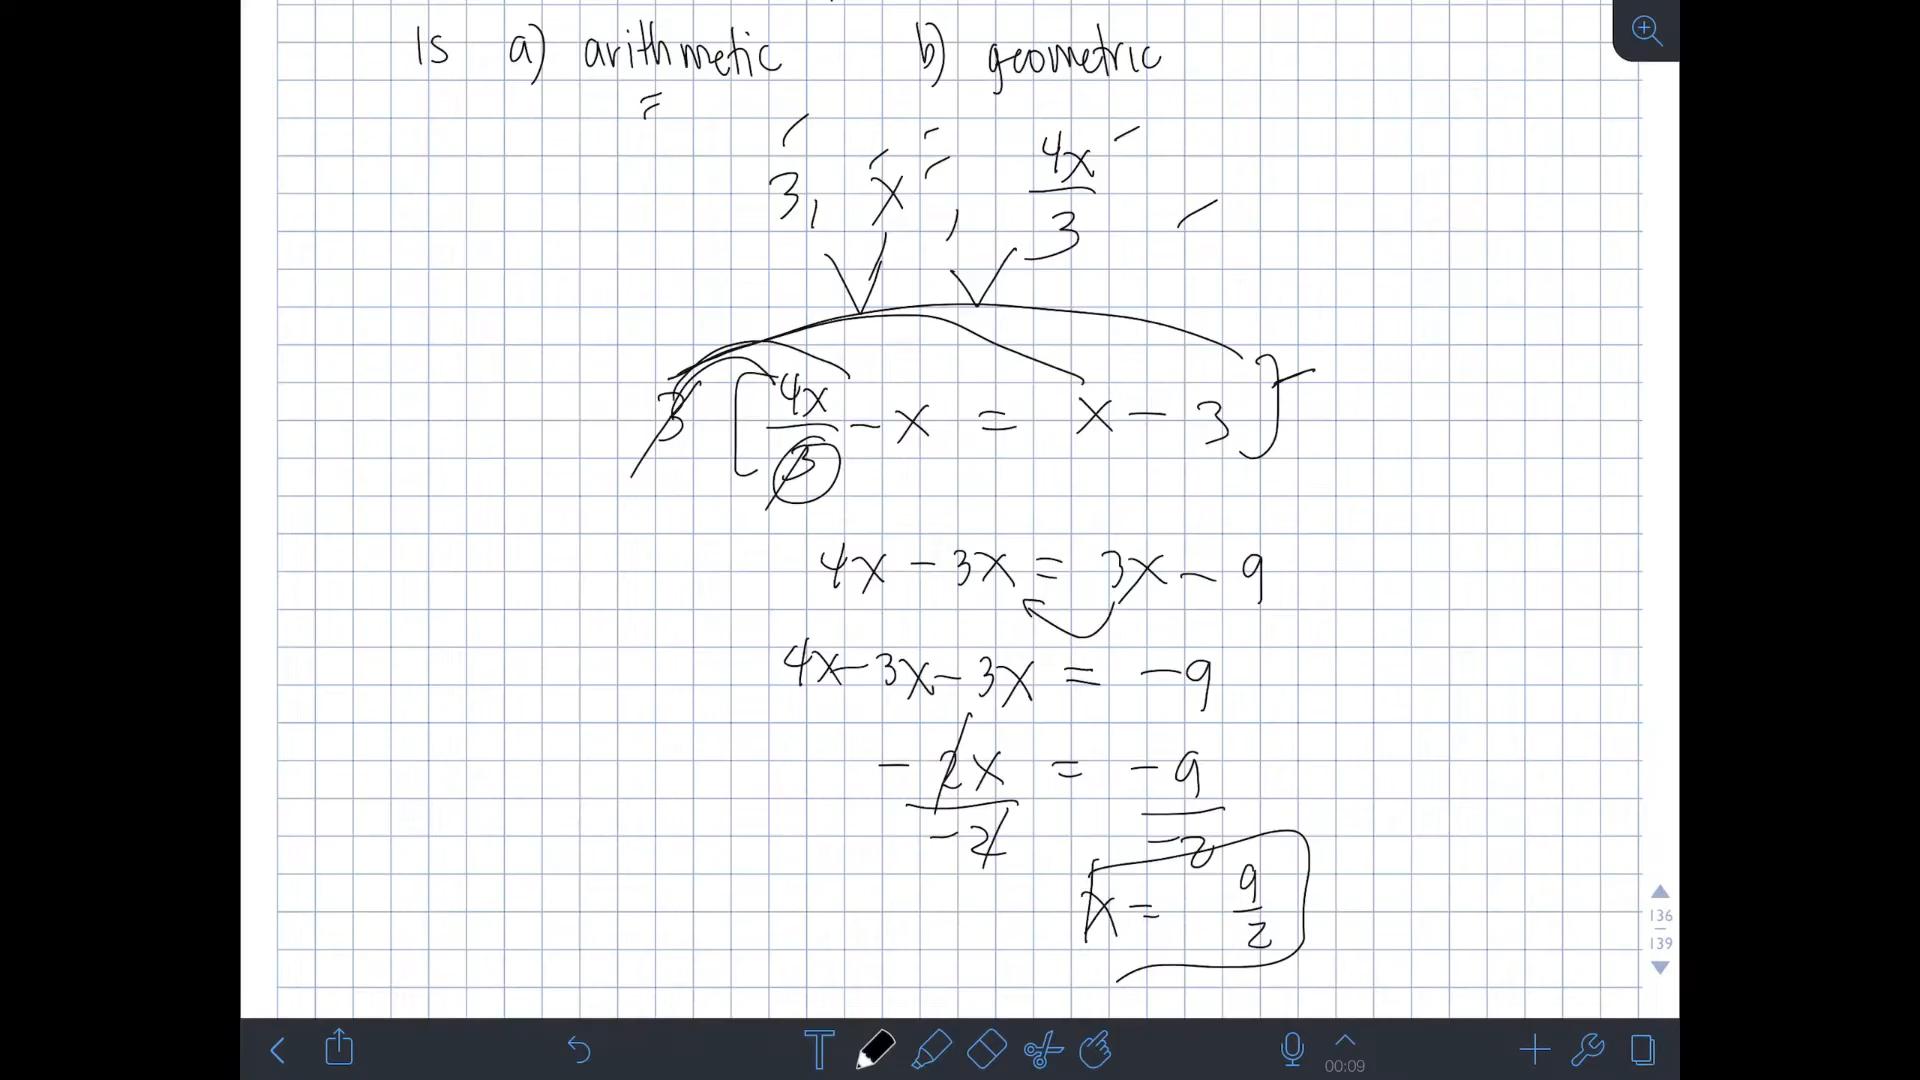 Is a) arithmetic b) geometric
3, x, 4x/3
3 [4x/3 - x = x - 3]
4x - 3x = 3x - 9
4x - 3x - 3x = -9
-2x/-2 = -9/-2
x = 9/2
136
139
T
00:09